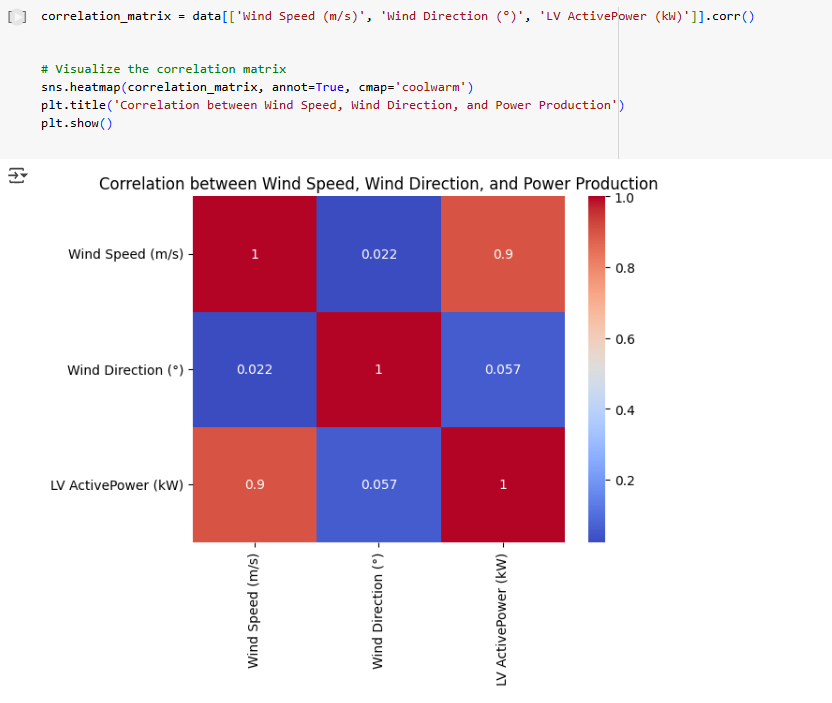 [ ] correlation_matrix = data[['Wind Speed (m/s)', 'Wind Direction (°)', 'LV ActivePower (kW)']].corr()
# Visualize the correlation matrix
sns.heatmap(correlation_matrix, annot=True, cmap='coolwarm')
plt.title('Correlation between Wind Speed, Wind Direction, and Power Production')
plt.show()
Correlation between Wind Speed, Wind Direction, and Power Production
Wind Speed (m/s) 1 0.022 0.9
Wind Direction (°) 0.022 1 0.057
LV ActivePower (kW) 0.9 0.057 1
Wind Speed (m/s)
Wind Direction (°)
LV ActivePower (kW)
1.0
0.8
0.6
0.4
0.2